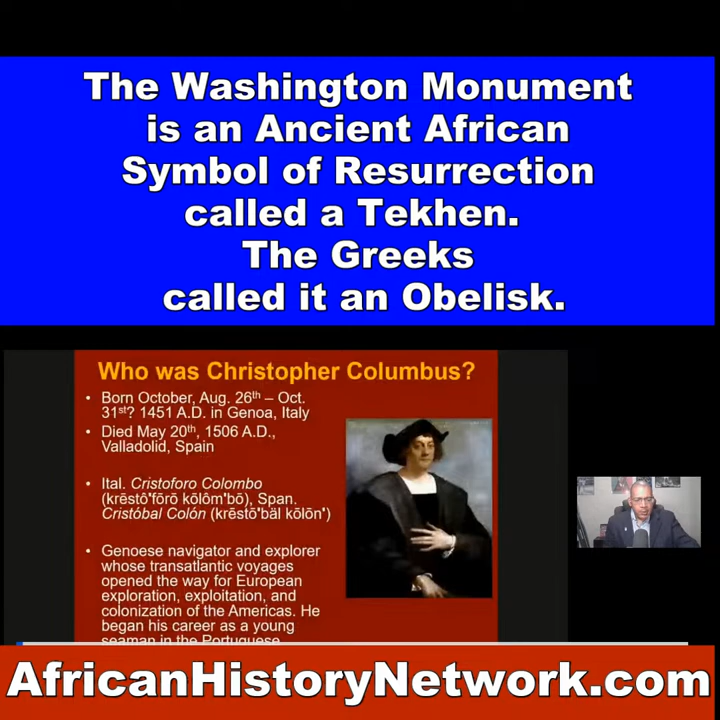 The Washington Monument
is an Ancient African
Symbol of Resurrection
called a Tekhen.
The Greeks
called it an Obelisk.
Who was Christopher Columbus?
• Born October, Aug. 26th – Oct.
31st? 1451 A.D. in Genoa, Italy
• Died May 20th, 1506 A.D.,
Valladolid, Spain
• Ital. Cristoforo Colombo
(krēstô'fōrō kōlôm'bō), Span.
Cristóbal Colón (krēstō'bäl kōlōn')
• Genoese navigator and explorer
whose transatlantic voyages
opened the way for European
exploration, exploitation, and
colonization of the Americas. He
began his career as a young
seaman in the Portuguese
AfricanHistoryNetwork.com